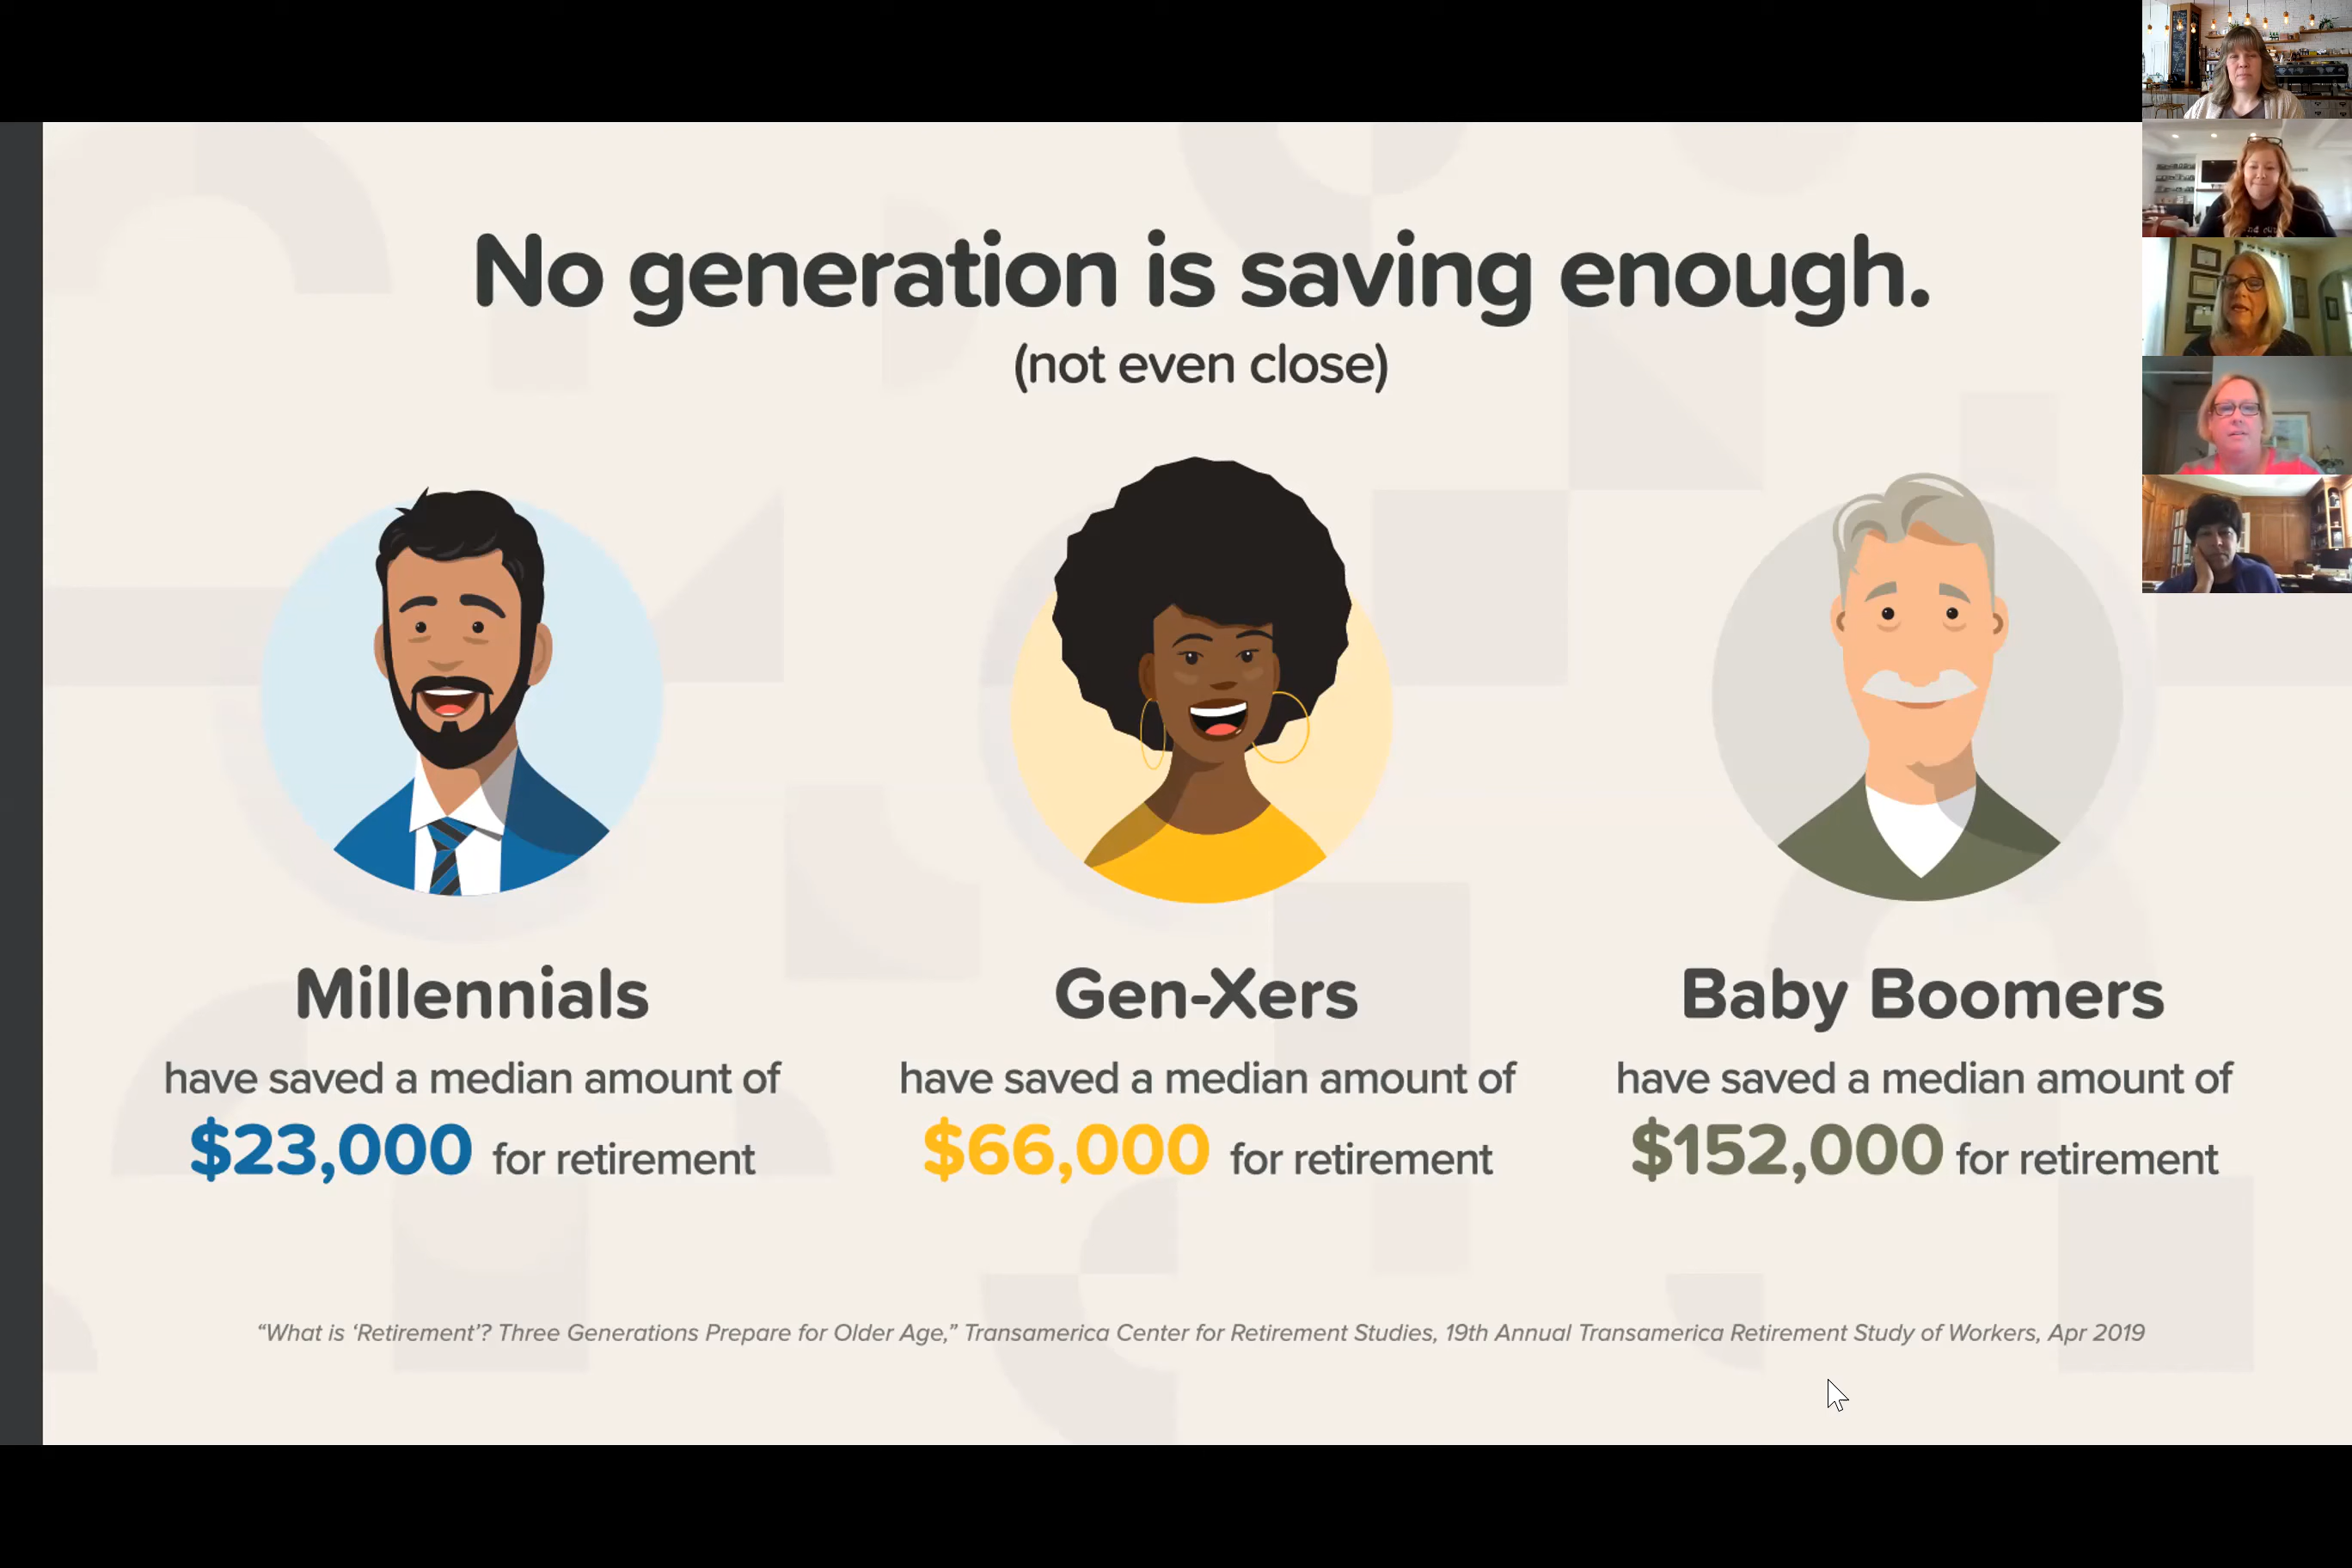 No generation is saving enough.
(not even close)
Millennials
have saved a median amount of
$23,000 for retirement
Gen-Xers
have saved a median amount of
$66,000 for retirement
Baby Boomers
have saved a median amount of
$152,000 for retirement
“What is ‘Retirement’? Three Generations Prepare for Older Age,” Transamerica Center for Retirement Studies, 19th Annual Transamerica Retirement Study of Workers, Apr 2019